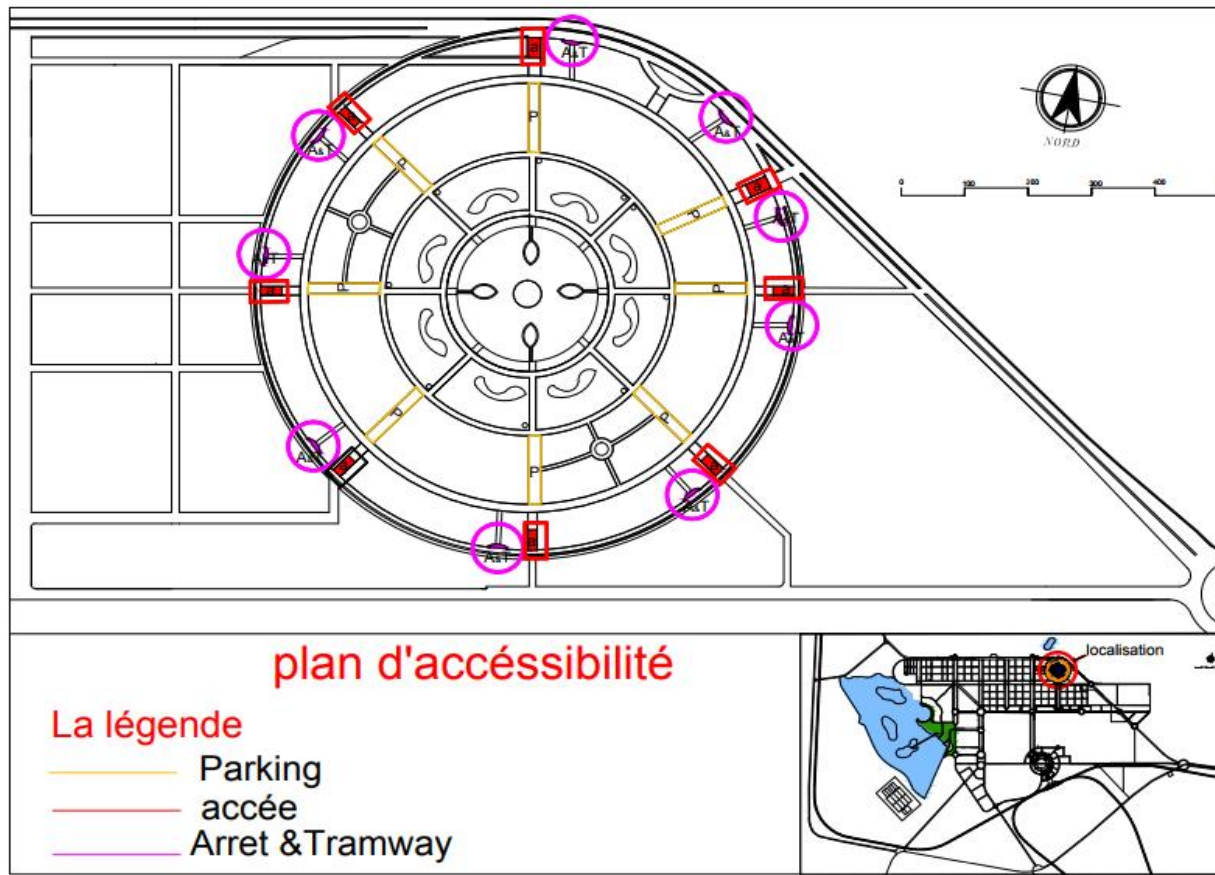 a
A&T
a
P
A&T
NORD
A&T
P
0 100 200 300 400
a
P
A&T
A&T
a P P a
A&T
P
P
A&T
a
a
P
A&T
a
A&T
plan d'accéssibilité
localisation
La légende
Parking
accée
Arret &Tramway